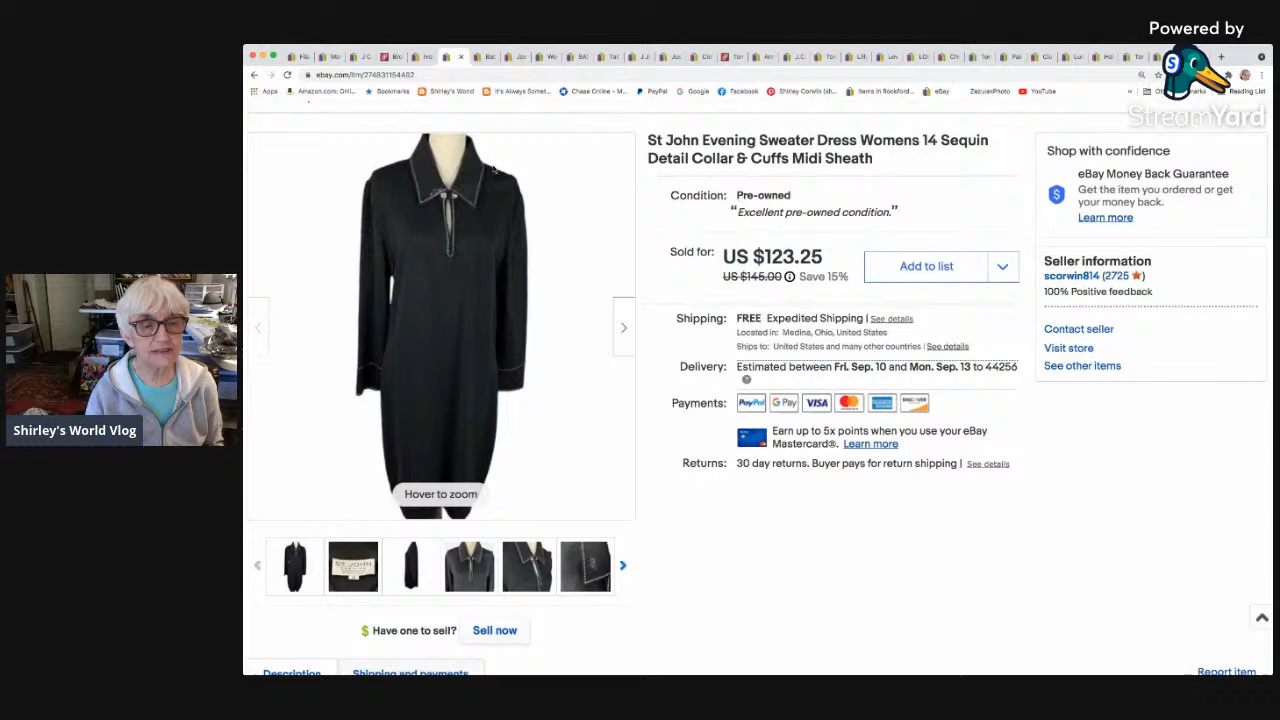 Powered by
StreamYard
ebay.com/itm/274831154482
Apps
Amazon.com: Onli...
Bookmarks
Shirley's World
It's Always Somet...
Chase Online - M...
PayPal
Google
Facebook
Shirley Corwin (sh...
Items in Rockford...
eBay
ZazulakPhoto
YouTube
Reading List
St John Evening Sweater Dress Womens 14 Sequin
Detail Collar & Cuffs Midi Sheath
Condition: Pre-owned
“Excellent pre-owned condition.”
Sold for: US $123.25
US $145.00 Save 15%
Add to list
Shipping: FREE Expedited Shipping | See details
Located in: Medina, Ohio, United States
Ships to: United States and many other countries | See details
Delivery: Estimated between Fri. Sep. 10 and Mon. Sep. 13 to 44256
Payments: PayPal G Pay VISA
DISCOVER
Earn up to 5x points when you use your eBay
Mastercard®. Learn more
Returns: 30 day returns. Buyer pays for return shipping | See details
Shop with confidence
eBay Money Back Guarantee
Get the item you ordered or get
your money back.
Learn more
Seller information
scorwin814 (2725 )
100% Positive feedback
Contact seller
Visit store
See other items
Hover to zoom
ST JOHN
Have one to sell? Sell now
Description
Shipping and payments
Report item
Shirley's World Vlog